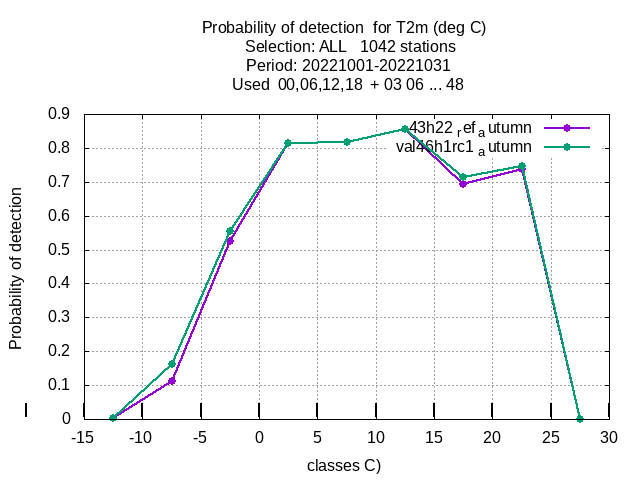 Probability of detection  for T2m (deg C)
Selection: ALL   1042 stations
Period: 20221001-20221031
Used  00,06,12,18  + 03 06 ... 48
0.9
43h22_ref_autumn
0.8
val46h1rc1_autumn
0.7
0.6
0.5
0.4
0.3
0.2
0.1
0
Probability of detection
-15 -10 -5 0 5 10 15 20 25 30
classes C)